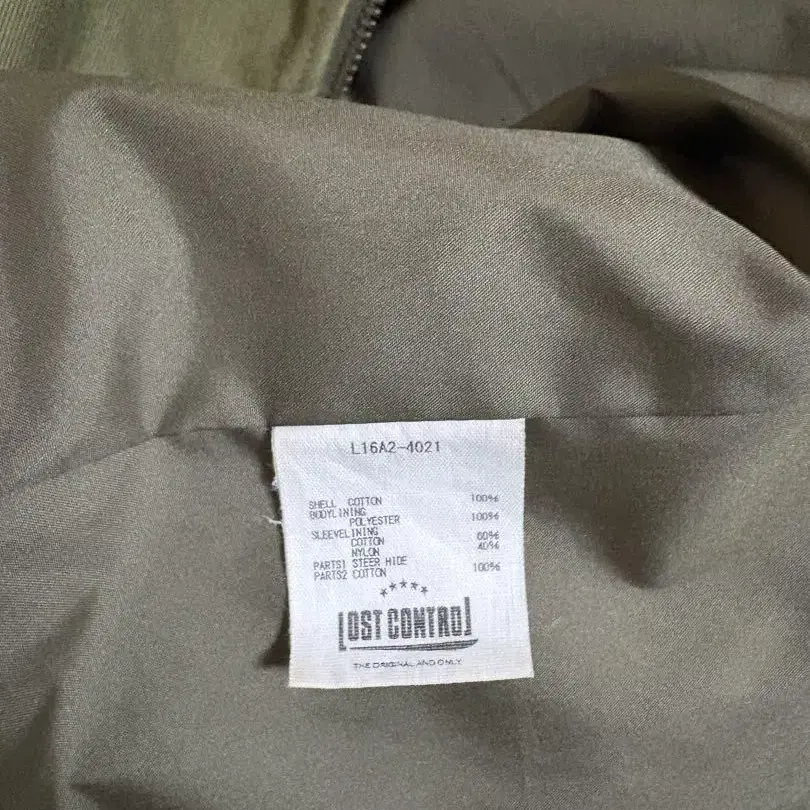 L16A2-4021
SHELL COTTON 100%
BODYLINING
POLYESTER 100%
SLEEVELINING
COTTON 60%
NYLON 40%
PARTS1 STEER HIDE
PARTS2 COTTON 100%
LOST CONTROL
THE ORIGINAL AND ONLY